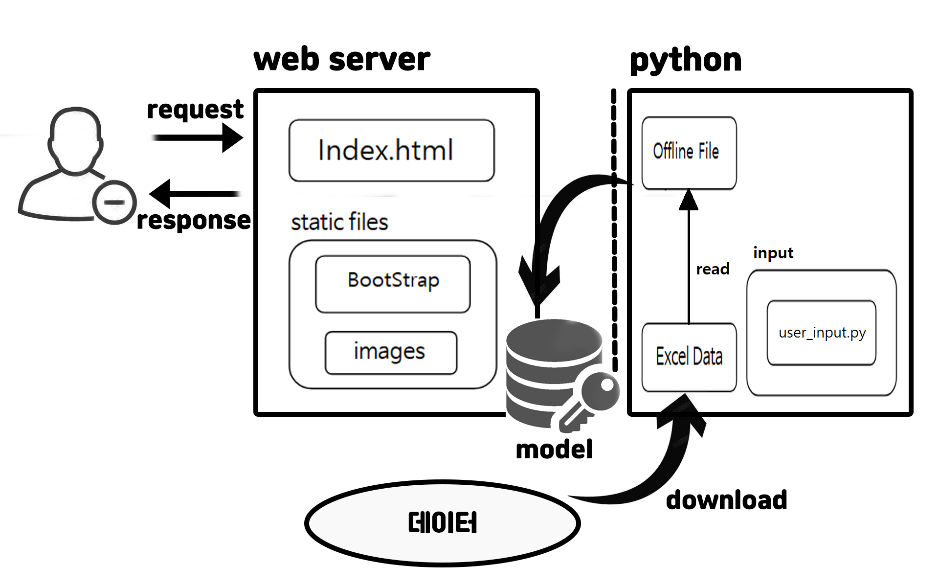 web server
python
request
response
Index.html
static files
BootStrap
images
model
Offline File
read
input
user_input.py
Excel Data
download
데이터